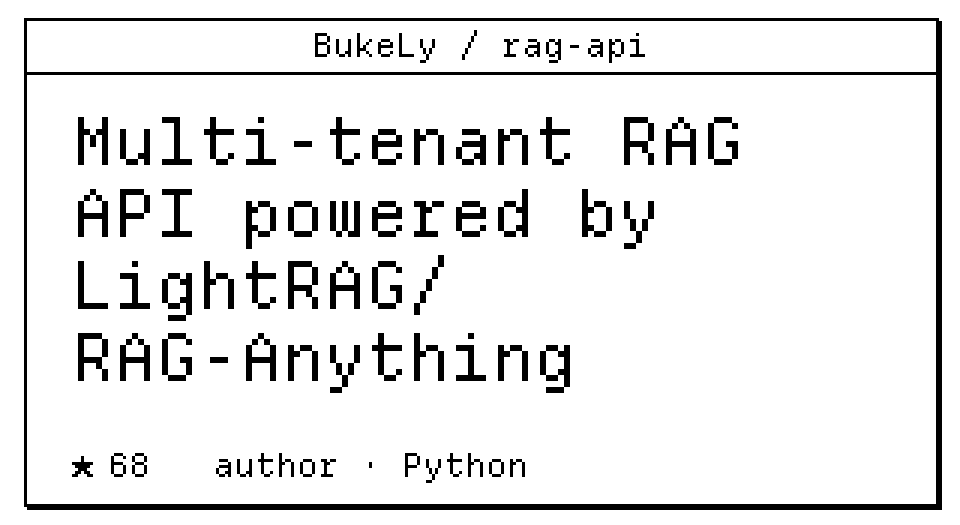 BukeLy / rag-api
Multi-tenant RAG
API powered by
LightRAG/
RAG-Anything
★ 68 author · Python